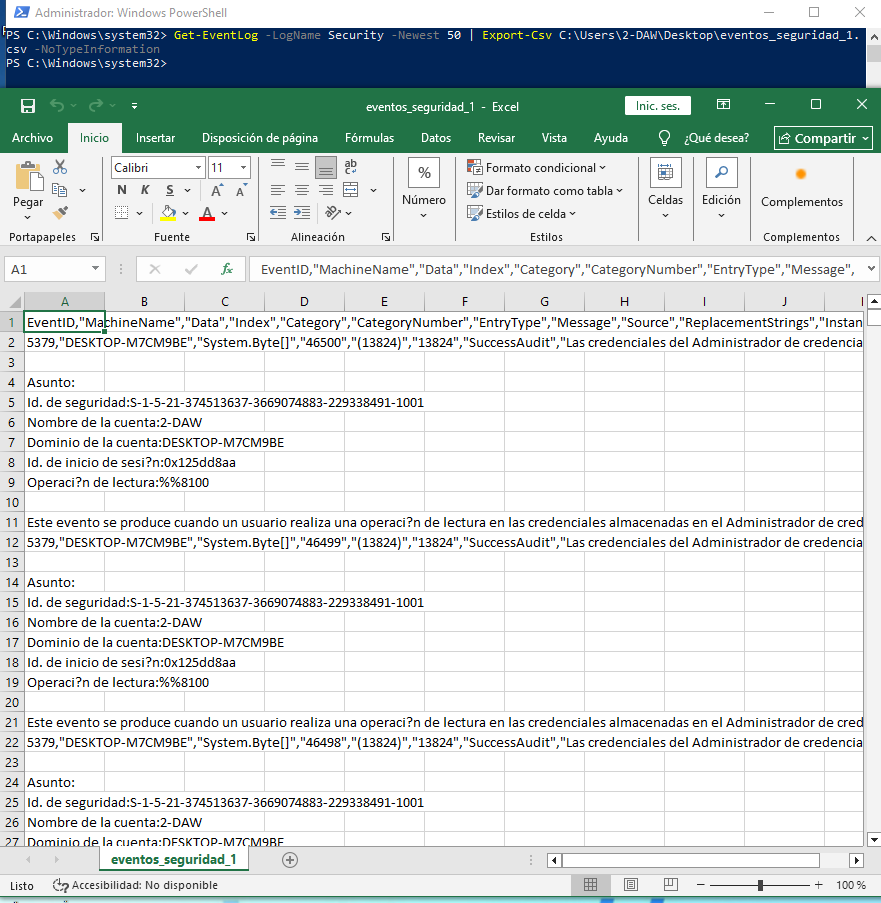 Administrador: Windows PowerShell
PS C:\Windows\system32> Get-EventLog -LogName Security -Newest 50 | Export-Csv C:\Users\2-DAW\Desktop\eventos_seguridad_1.
csv -NoTypeInformation
PS C:\Windows\system32>
eventos_seguridad_1 - Excel
Inic. ses.
Archivo Inicio Insertar Disposición de página Fórmulas Datos Revisar Vista Ayuda ¿Qué desea? Compartir
Pegar
Calibri 11
N K S
A A
ab
%
Número
Formato condicional
Dar formato como tabla
Estilos de celda
Celdas
Edición
Complementos
Portapapeles Fuente Alineación Estilos Complementos
A1 fx EventID,"MachineName","Data","Index","Category","CategoryNumber","EntryType","Message",
A B C D E F G H I J
1 EventID,"MachineName","Data","Index","Category","CategoryNumber","EntryType","Message","Source","ReplacementStrings","Instan
2 5379,"DESKTOP-M7CM9BE","System.Byte[]","46500","(13824)","13824","SuccessAudit","Las credenciales del Administrador de credencia
3
4 Asunto:
5 Id. de seguridad:S-1-5-21-374513637-3669074883-229338491-1001
6 Nombre de la cuenta:2-DAW
7 Dominio de la cuenta:DESKTOP-M7CM9BE
8 Id. de inicio de sesi?n:0x125dd8aa
9 Operaci?n de lectura:%%8100
10
11 Este evento se produce cuando un usuario realiza una operaci?n de lectura en las credenciales almacenadas en el Administrador de cred
12 5379,"DESKTOP-M7CM9BE","System.Byte[]","46499","(13824)","13824","SuccessAudit","Las credenciales del Administrador de credencia
13
14 Asunto:
15 Id. de seguridad:S-1-5-21-374513637-3669074883-229338491-1001
16 Nombre de la cuenta:2-DAW
17 Dominio de la cuenta:DESKTOP-M7CM9BE
18 Id. de inicio de sesi?n:0x125dd8aa
19 Operaci?n de lectura:%%8100
20
21 Este evento se produce cuando un usuario realiza una operaci?n de lectura en las credenciales almacenadas en el Administrador de cred
22 5379,"DESKTOP-M7CM9BE","System.Byte[]","46498","(13824)","13824","SuccessAudit","Las credenciales del Administrador de credencia
23
24 Asunto:
25 Id. de seguridad:S-1-5-21-374513637-3669074883-229338491-1001
26 Nombre de la cuenta:2-DAW
27 Dominio de la cuenta:DESKTOP-M7CM9BE
eventos_seguridad_1
Listo Accesibilidad: No disponible 100 %